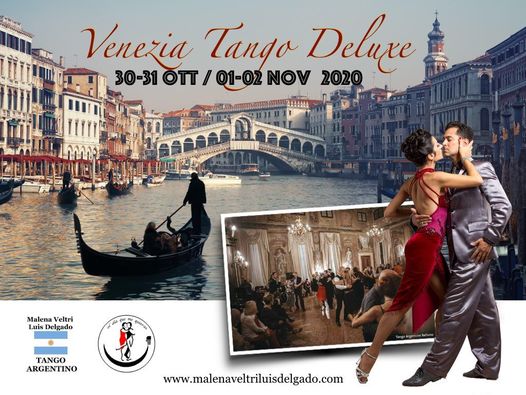 Venezia Tango Deluxe
30-31 OTT / 01-02 NOV 2020
Malena Veltri
Luis Delgado
TANGO
ARGENTINO
www.malenaveltriluisdelgado.com